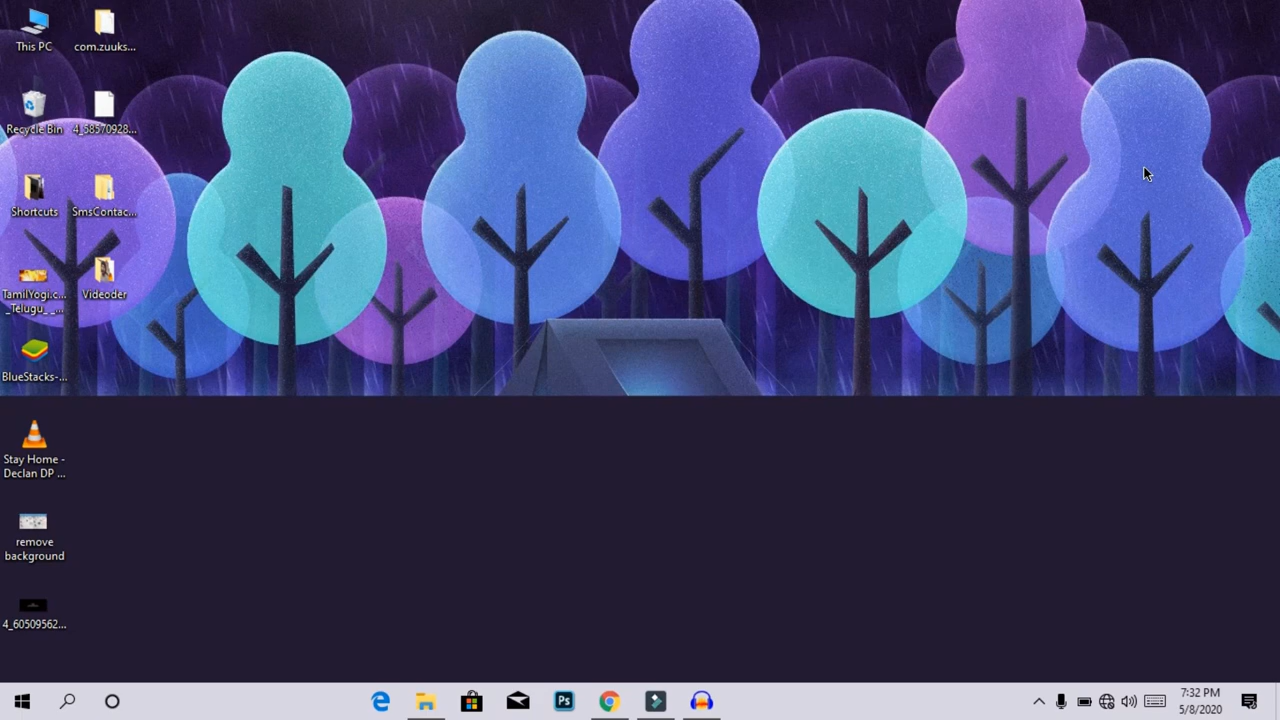 This PC
com.zuuks...
Recycle Bin
4_58570928...
Shortcuts
SmsContac...
TamilYogi.c...
_Telugu_ _...
Videoder
BlueStacks-...
Stay Home -
Declan DP ...
remove
background
4_60509562...
Ps
7:32 PM
5/8/2020